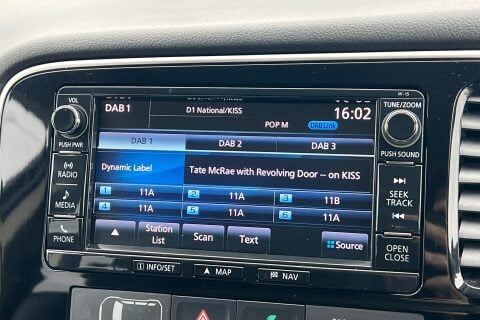 W-15
VOL
PUSH PWR
RADIO
MEDIA
PHONE
DAB 1
D1 National/KISS
16:02
POP M
DAB Link
DAB 1
DAB 2
DAB 3
Dynamic Label
Tate McRae with Revolving Door -- on KISS
1 11A
2 11A
3 11B
4 11A
5 11A
6 11A
▲
Station
List
Scan
Text
Source
TUNE/ZOOM
PUSH SOUND
SEEK
TRACK
OPEN
CLOSE
INFO/SET
MAP
NAV